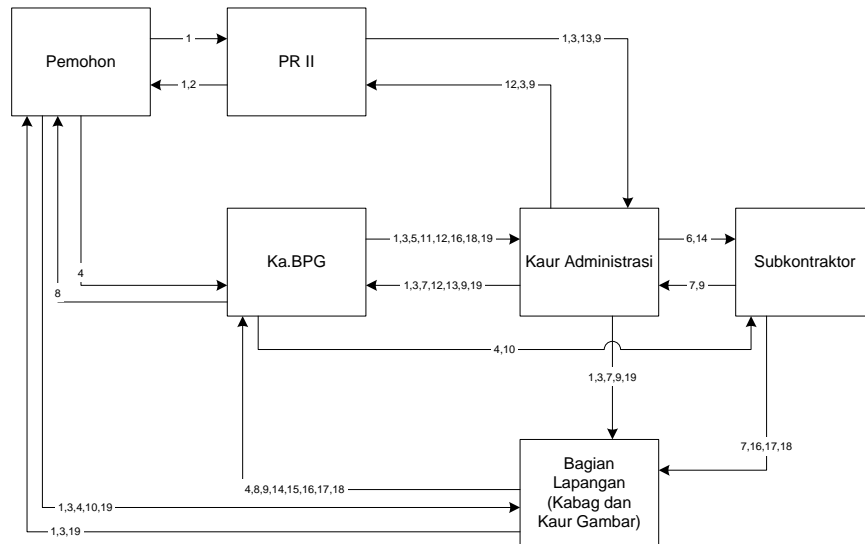 Pemohon
1
1,2
PR II
1,3,13,9
12,3,9
4
8
Ka.BPG
1,3,5,11,12,16,18,19
1,3,7,12,13,9,19
Kaur Administrasi
6,14
7,9
Subkontraktor
4,10
1,3,7,9,19
7,16,17,18
4,8,9,14,15,16,17,18
1,3,4,10,19
1,3,19
Bagian
Lapangan
(Kabag dan
Kaur Gambar)